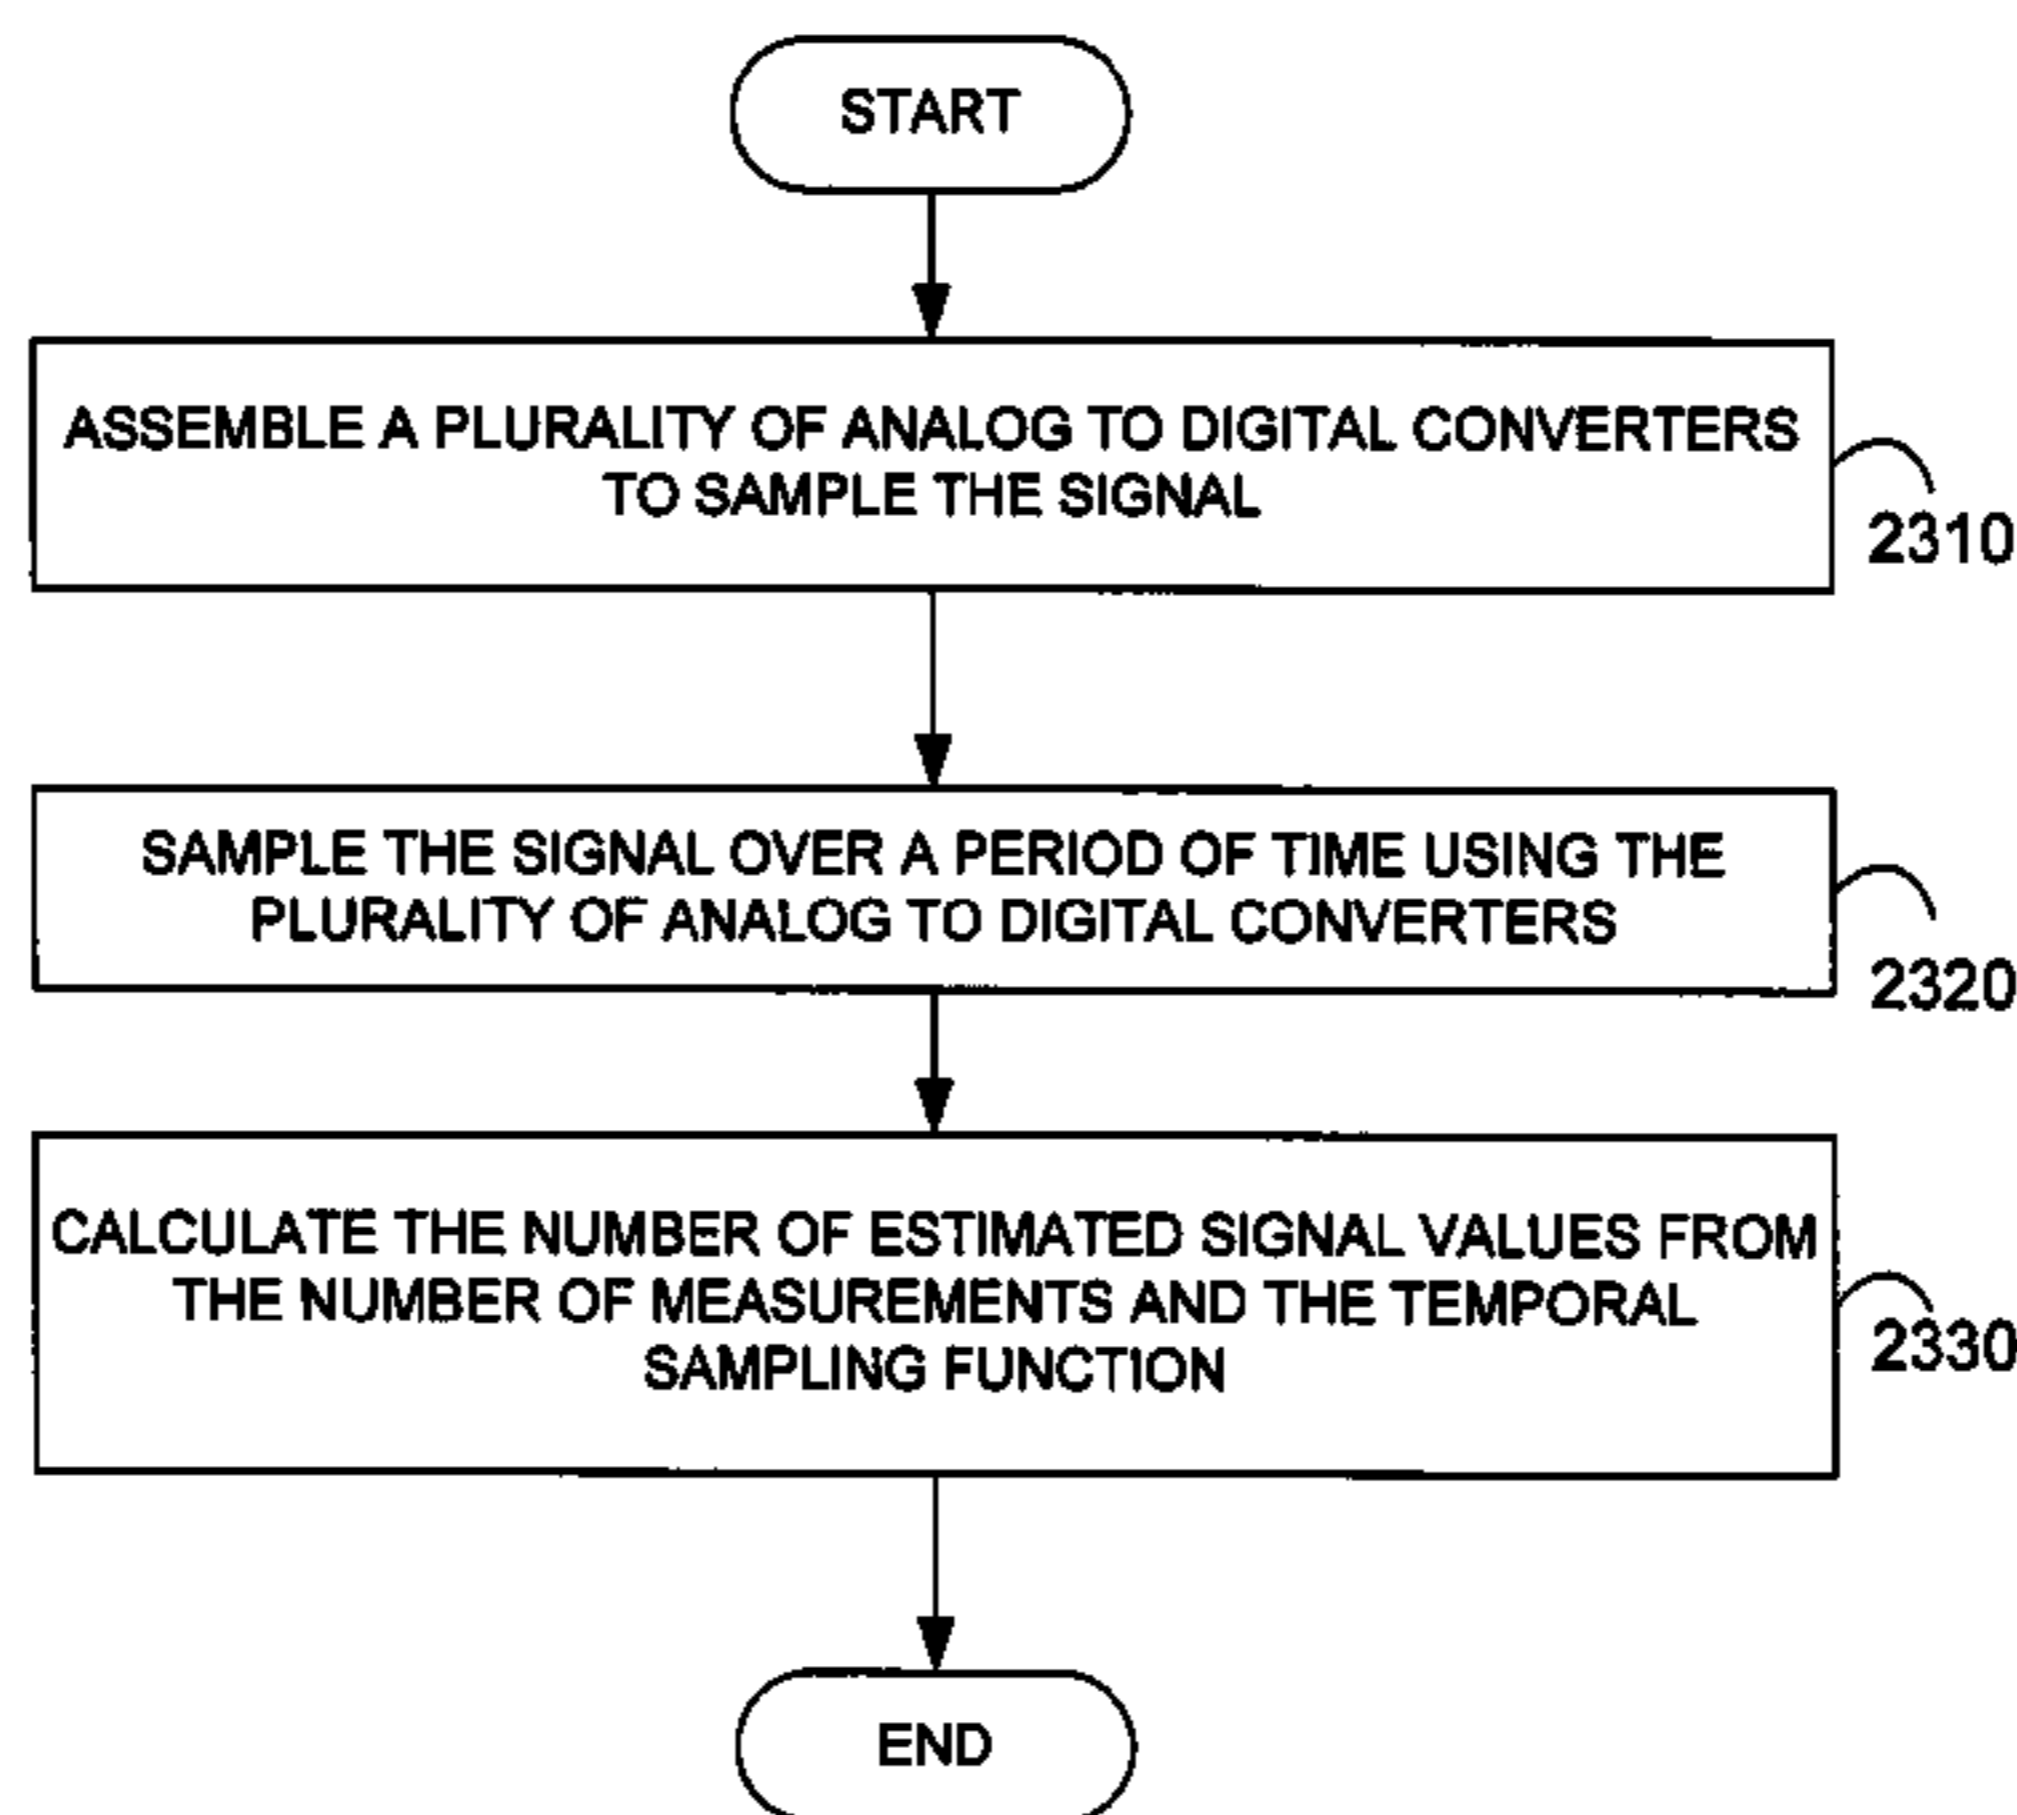 START
ASSEMBLE A PLURALITY OF ANALOG TO DIGITAL CONVERTERS
TO SAMPLE THE SIGNAL
2310
SAMPLE THE SIGNAL OVER A PERIOD OF TIME USING THE
PLURALITY OF ANALOG TO DIGITAL CONVERTERS
2320
CALCULATE THE NUMBER OF ESTIMATED SIGNAL VALUES FROM
THE NUMBER OF MEASUREMENTS AND THE TEMPORAL
SAMPLING FUNCTION
2330
END